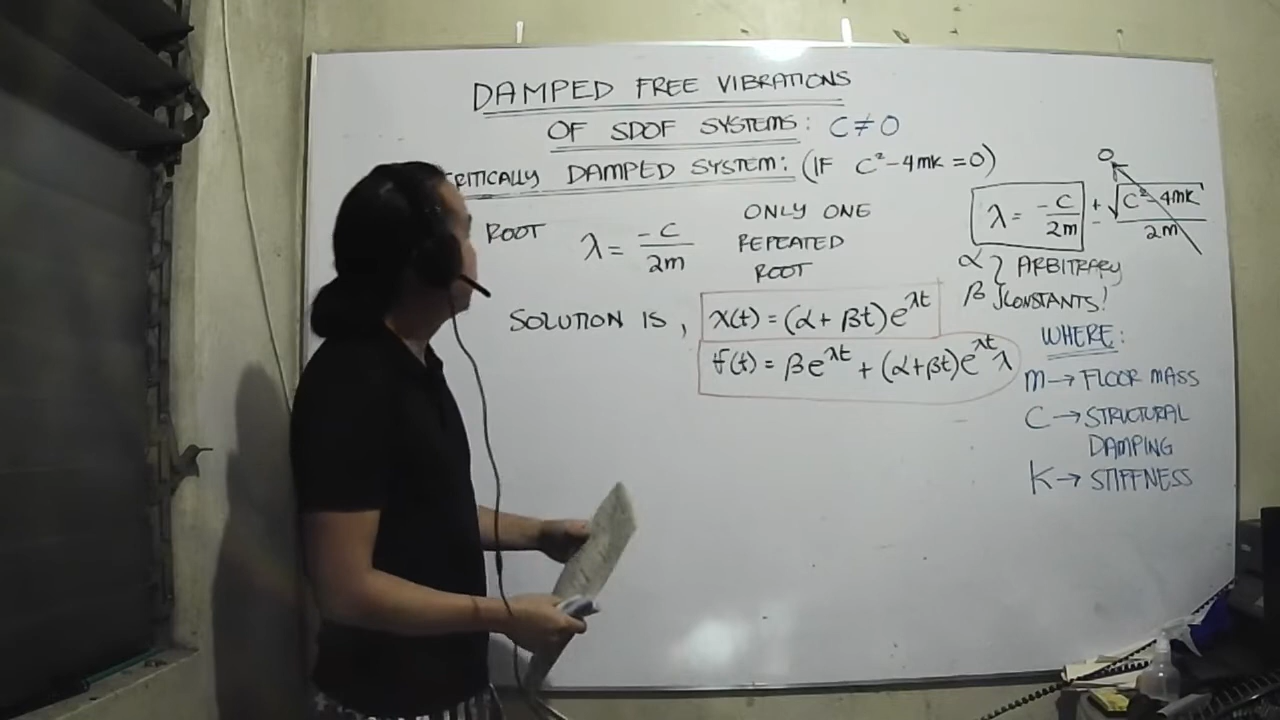 DAMPED FREE VIBRATIONS
OF SDOF SYSTEMS: C≠0
RITICALLY DAMPED SYSTEM: (IF C²-4mk=0)
ROOT λ = -C/2m
ONLY ONE
REPEATED
ROOT
λ = -C/2m ± √C²-4mk/2m
0
α } ARBITRARY
β } CONSTANTS!
SOLUTION IS, x(t) = (α + βt)e^λt
(t) = βe^λt + (α+βt)e^λt λ
WHERE:
m → FLOOR MASS
C → STRUCTURAL
DAMPING
K → STIFFNESS